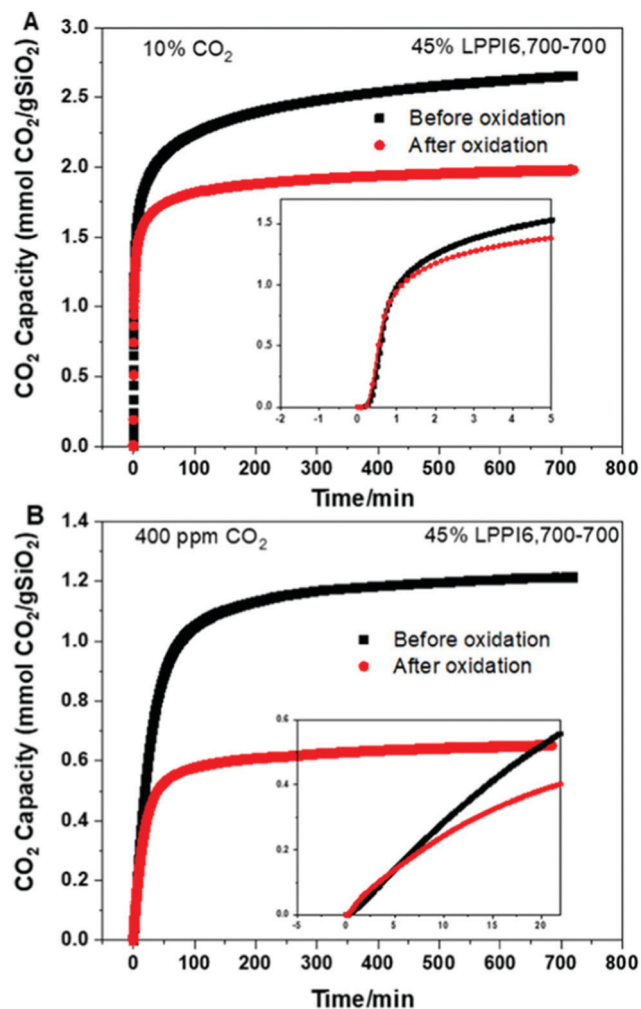 A
10% CO₂ 45% LPPI6,700-700
Before oxidation
After oxidation
CO₂ Capacity (mmol CO₂/gSiO₂)
3.0
2.5
2.0
1.5
1.0
0.5
0.0
1.5
1.0
0.5
0.0
-2 -1 0 1 2 3 4 5
0 100 200 300 400 500 600 700 800
Time/min
B
400 ppm CO₂ 45% LPPI6,700-700
Before oxidation
After oxidation
CO₂ Capacity (mmol CO₂/gSiO₂)
1.4
1.2
1.0
0.8
0.6
0.4
0.2
0.0
0.6
0.4
0.2
0.0
-5 0 5 10 15 20
0 100 200 300 400 500 600 700 800
Time/min